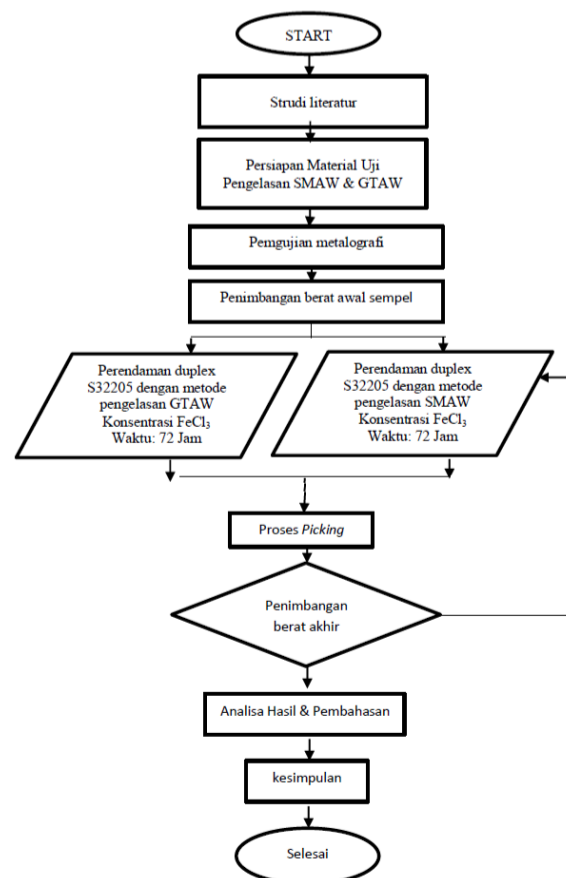 START
Strudi literatur
Persiapan Material Uji
Pengelasan SMAW & GTAW
Pemgujian metalografi
Penimbangan berat awal sempel
Perendaman duplex
S32205 dengan metode
pengelasan GTAW
Konsentrasi FeCl₃
Waktu: 72 Jam
Perendaman duplex
S32205 dengan metode
pengelasan SMAW
Konsentrasi FeCl₃
Waktu: 72 Jam
Proses Picking
Penimbangan
berat akhir
Analisa Hasil & Pembahasan
kesimpulan
Selesai